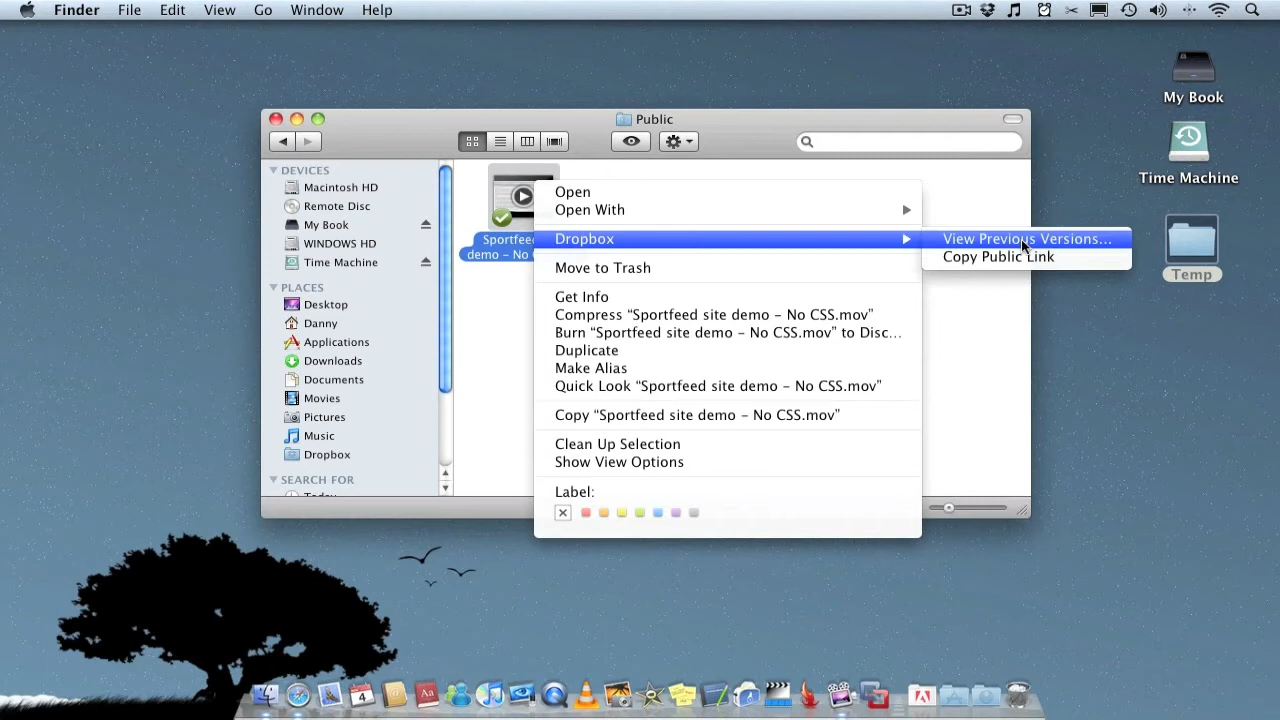 Finder File Edit View Go Window Help
My Book
Time Machine
Temp
Public
DEVICES
Macintosh HD
Remote Disc
My Book
WINDOWS HD
Time Machine
PLACES
Desktop
Danny
Applications
Downloads
Documents
Movies
Pictures
Music
Dropbox
SEARCH FOR
Today
Sportfeed
demo – No
Open
Open With
Dropbox
Move to Trash
Get Info
Compress “Sportfeed site demo – No CSS.mov”
Burn “Sportfeed site demo – No CSS.mov” to Disc…
Duplicate
Make Alias
Quick Look “Sportfeed site demo – No CSS.mov”
Copy “Sportfeed site demo – No CSS.mov”
Clean Up Selection
Show View Options
Label:
View Previous Versions…
Copy Public Link
4
Aa